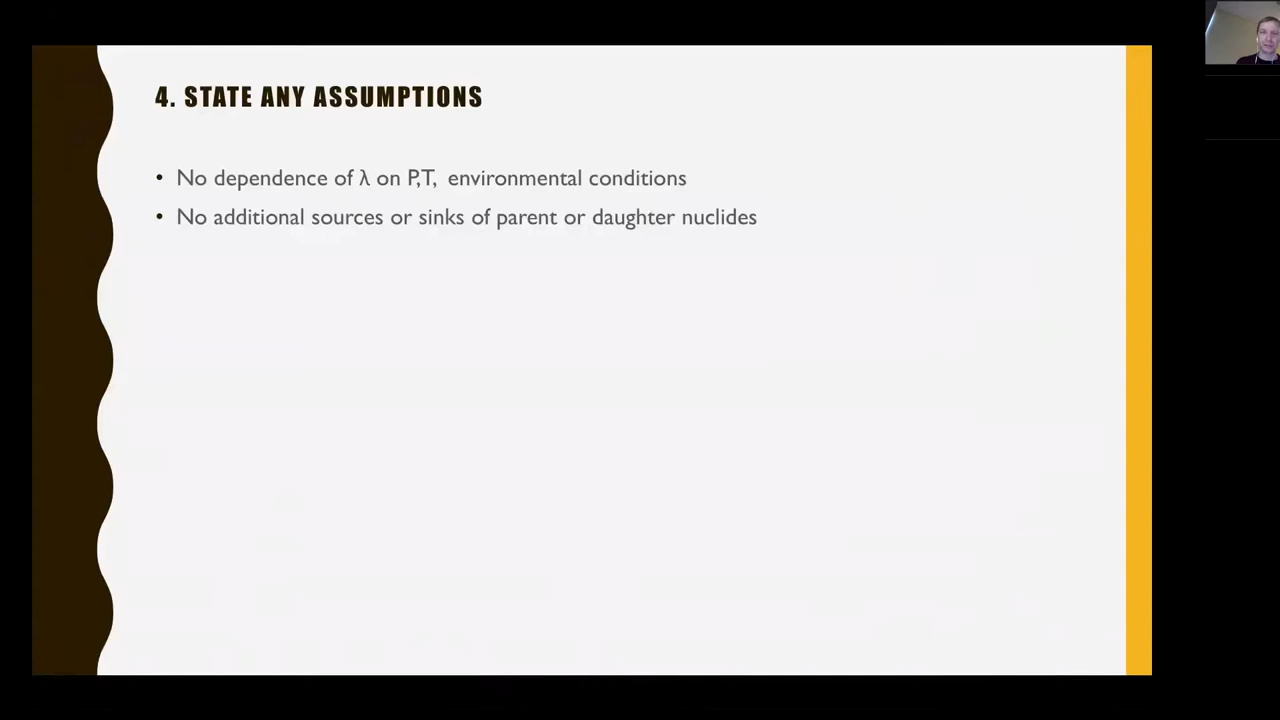 4. STATE ANY ASSUMPTIONS
• No dependence of λ on P,T, environmental conditions
• No additional sources or sinks of parent or daughter nuclides